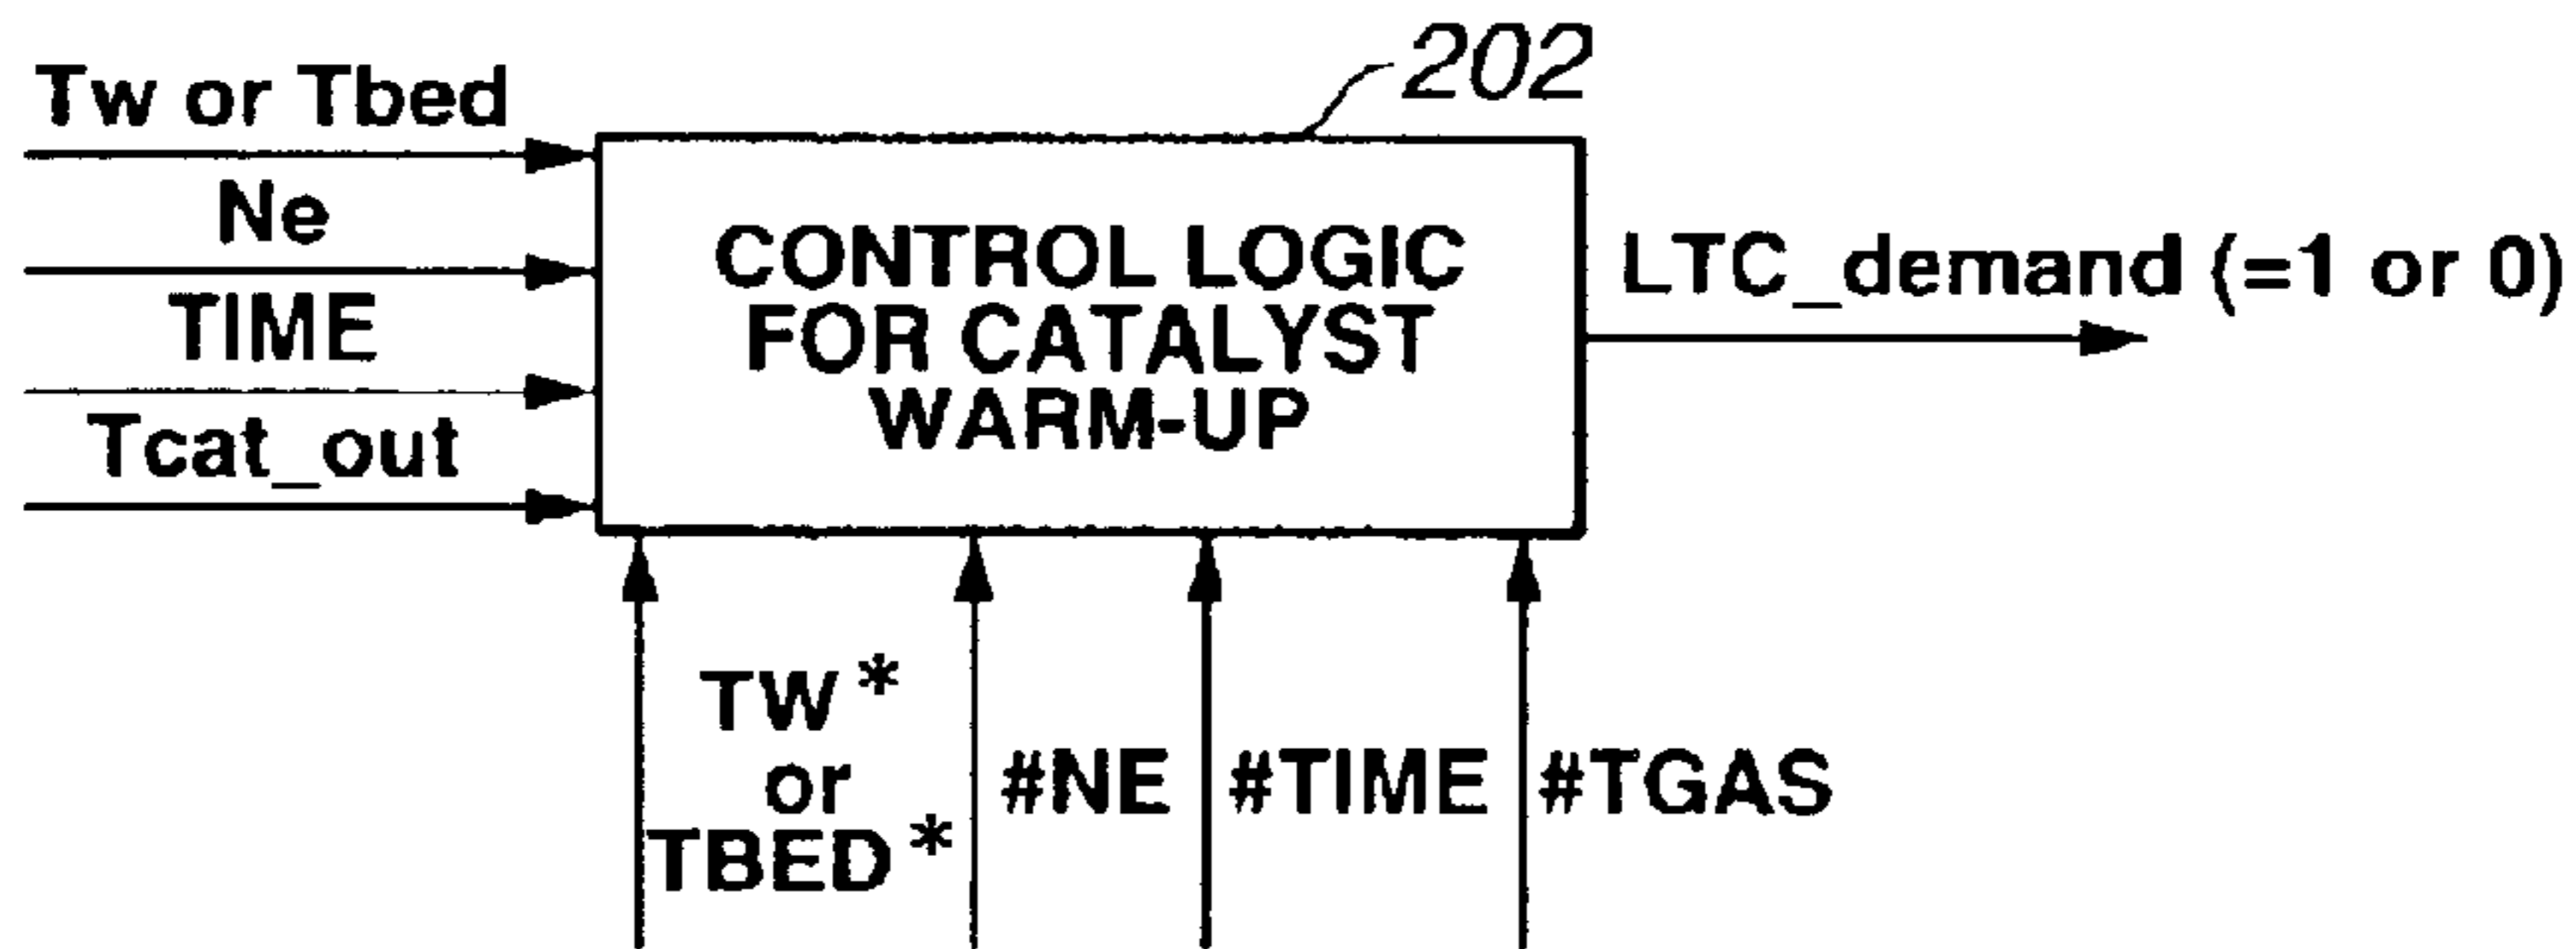 202
Tw or Tbed
Ne
TIME
Tcat_out
CONTROL LOGIC
FOR CATALYST
WARM-UP
LTC_demand (=1 or 0)
TW*
or
TBED*
#NE
#TIME
#TGAS